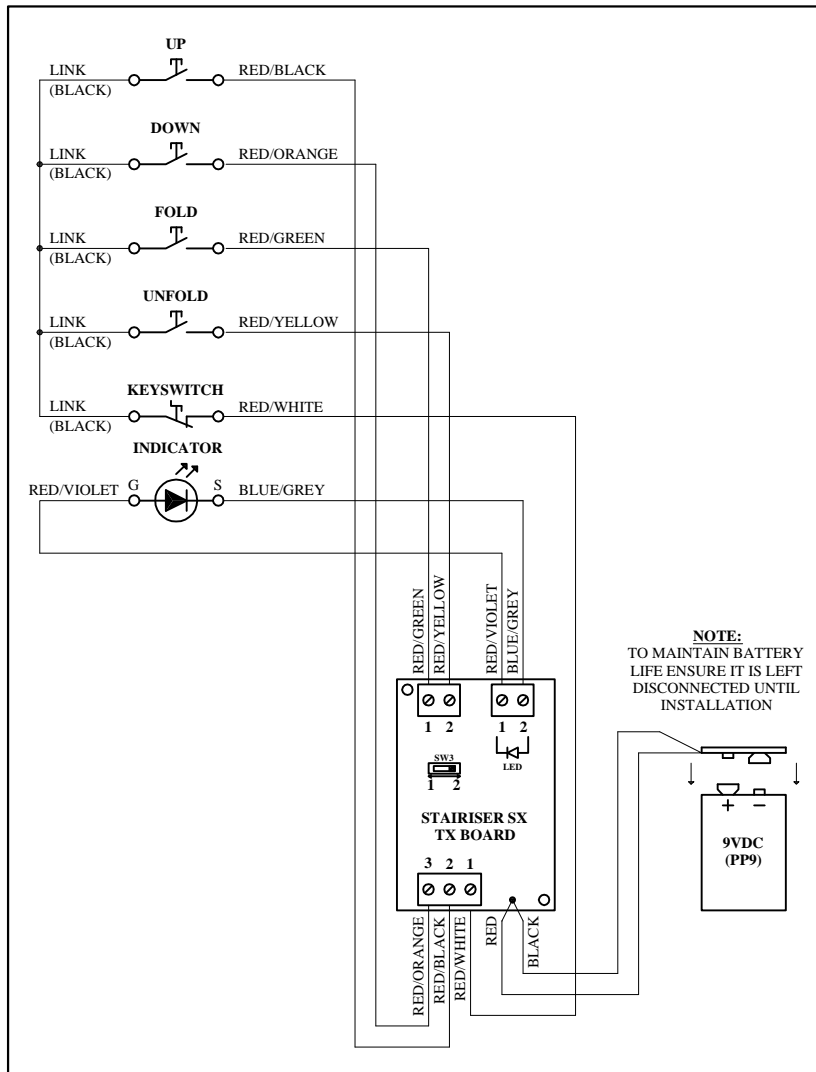 UP
LINK
(BLACK)
RED/BLACK
DOWN
LINK
(BLACK)
RED/ORANGE
FOLD
LINK
(BLACK)
RED/GREEN
UNFOLD
LINK
(BLACK)
RED/YELLOW
KEYSWITCH
LINK
(BLACK)
RED/WHITE
INDICATOR
RED/VIOLET G S BLUE/GREY
RED/GREEN
RED/YELLOW
RED/VIOLET
BLUE/GREY
NOTE:
TO MAINTAIN BATTERY
LIFE ENSURE IT IS LEFT
DISCONNECTED UNTIL
INSTALLATION
1 2
1 2
LED
SW3
1 2
STAIRISER SX
TX BOARD
3 2 1
+ −
9VDC
(PP9)
RED/ORANGE
RED/BLACK
RED/WHITE
RED
BLACK